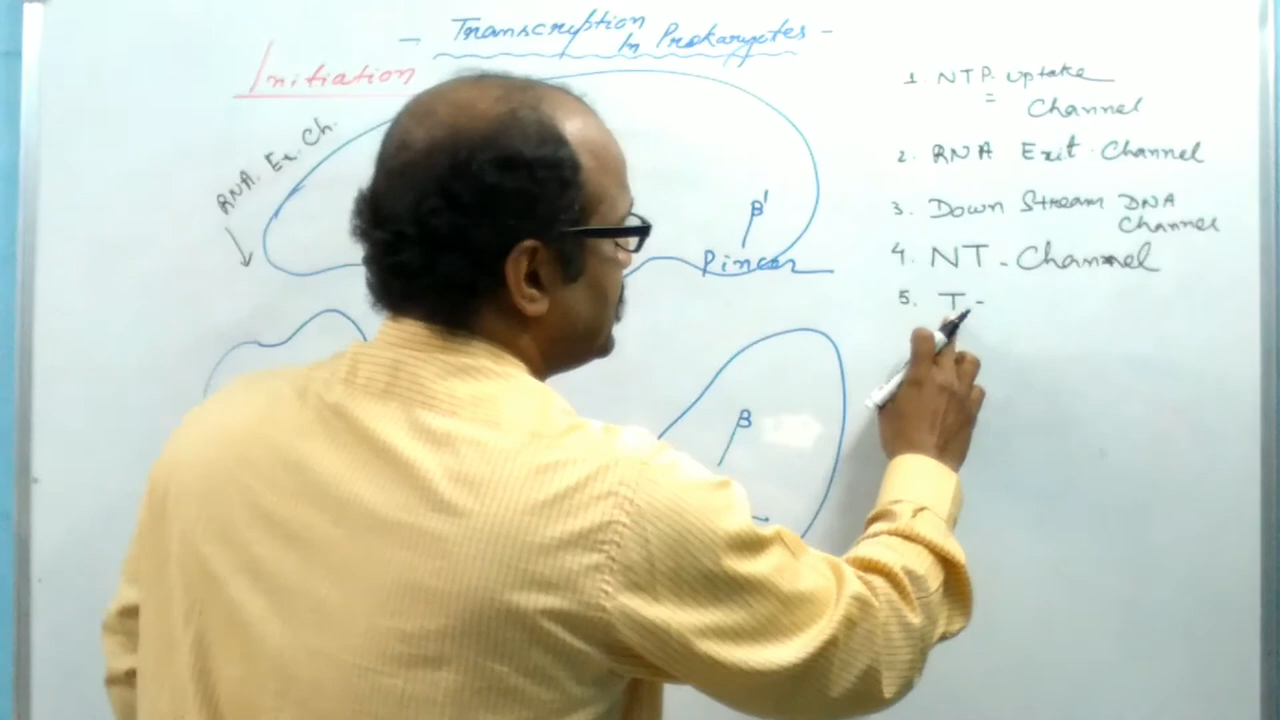 - Transcription
In Prokaryotes -
Initiation
RNA. Ex. Ch.
β'
Pincer
β
1. NTP. uptake
=
Channel
2. RNA Exit. Channel
3. Down Stream DNA
Channel
4. NT - Channel
5. T -